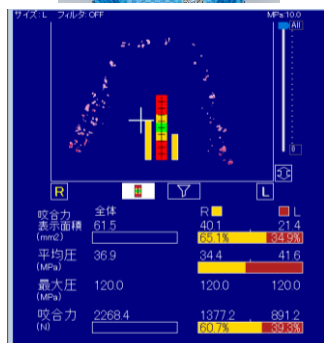 サイズ:L フィルタ:OFF MPa:10.0
All
0
R L
咬合力 全体 R L
表示面積 61.5 40.1 21.4
(mm2) 65.1% 34.9%
平均圧 36.9 34.4 41.6
(MPa)
最大圧 120.0 120.0 120.0
(MPa)
咬合力 2268.4 1377.2 891.2
(N) 60.7% 39.3%